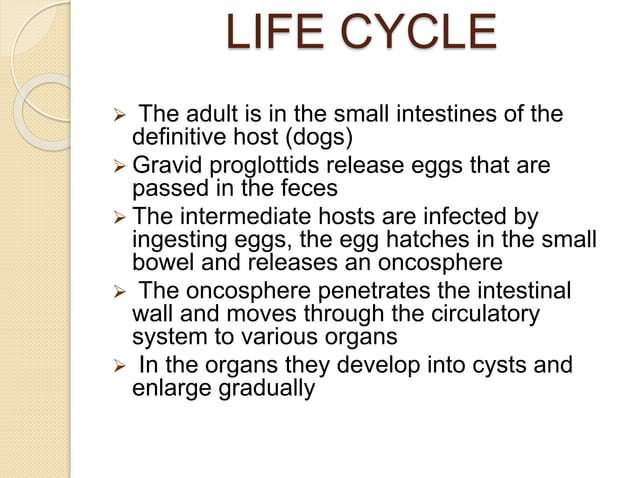 LIFE CYCLE
➢ The adult is in the small intestines of the
definitive host (dogs)
➢ Gravid proglottids release eggs that are
passed in the feces
➢ The intermediate hosts are infected by
ingesting eggs, the egg hatches in the small
bowel and releases an oncosphere
➢ The oncosphere penetrates the intestinal
wall and moves through the circulatory
system to various organs
➢ In the organs they develop into cysts and
enlarge gradually